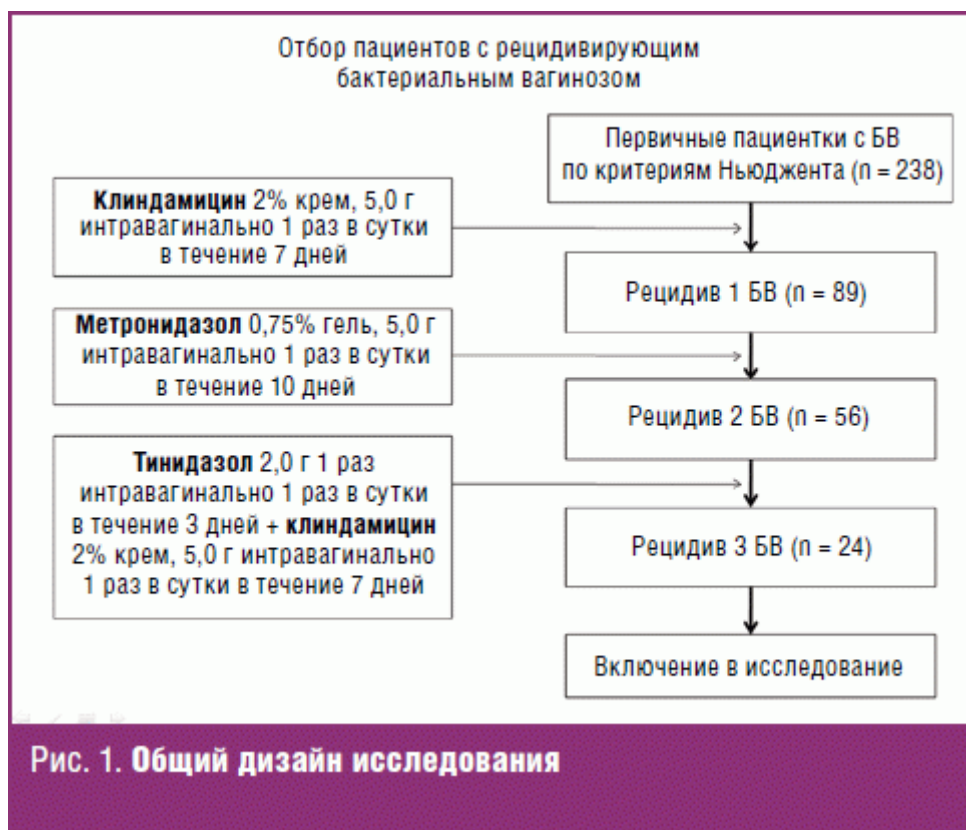 Отбор пациентов с рецидивирующим
бактериальным вагинозом
Первичные пациентки с БВ
по критериям Ньюджента (n = 238)
Клиндамицин 2% крем, 5,0 г
интравагинально 1 раз в сутки
в течение 7 дней
Рецидив 1 БВ (n = 89)
Метронидазол 0,75% гель, 5,0 г
интравагинально 1 раз в сутки
в течение 10 дней
Рецидив 2 БВ (n = 56)
Тинидазол 2,0 г 1 раз
интравагинально 1 раз в сутки
в течение 3 дней + клиндамицин
2% крем, 5,0 г интравагинально
1 раз в сутки в течение 7 дней
Рецидив 3 БВ (n = 24)
Включение в исследование
Рис. 1. Общий дизайн исследования